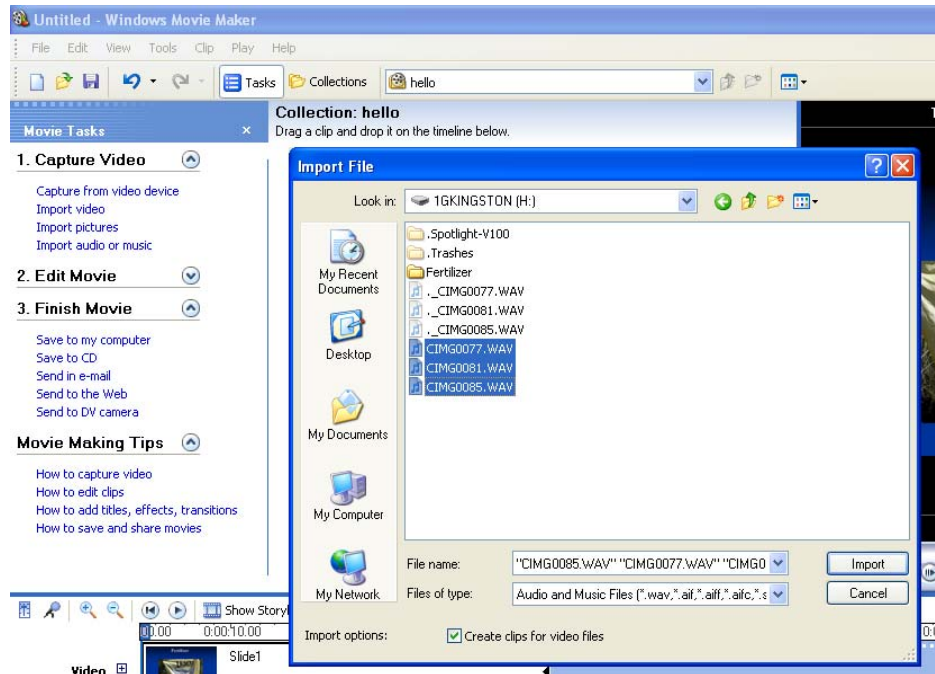 Untitled - Windows Movie Maker
File Edit View Tools Clip Play Help
Tasks Collections hello
Movie Tasks ×
1. Capture Video
Capture from video device
Import video
Import pictures
Import audio or music
2. Edit Movie
3. Finish Movie
Save to my computer
Save to CD
Send in e-mail
Send to the Web
Send to DV camera
Movie Making Tips
How to capture video
How to edit clips
How to add titles, effects, transitions
How to save and share movies
Collection: hello
Drag a clip and drop it on the timeline below.
Import File
Look in: 1GKINGSTON (H:)
My Recent Documents
Desktop
My Documents
My Computer
My Network
.Spotlight-V100
.Trashes
Fertilizer
._CIMG0077.WAV
._CIMG0081.WAV
._CIMG0085.WAV
CIMG0077.WAV
CIMG0081.WAV
CIMG0085.WAV
File name: "CIMG0085.WAV" "CIMG0077.WAV" "CIMG0
Import
Files of type: Audio and Music Files (*.wav,*.aif,*.aiff,*.aifc,*.s
Cancel
Import options: Create clips for video files
Show Story
0:00:10.00
Video
Slide1